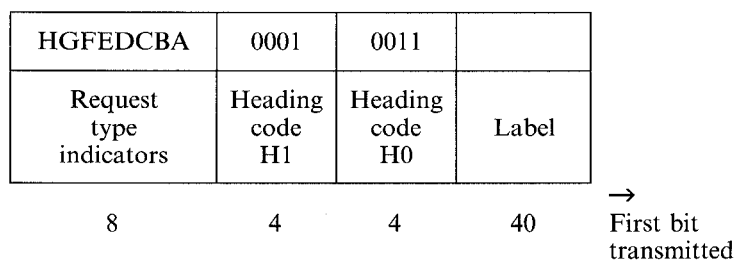 HGFEDCBA 0001 0011
Request Heading Heading
type code code Label
indicators H1 H0
→
8 4 4 40 First bit
transmitted